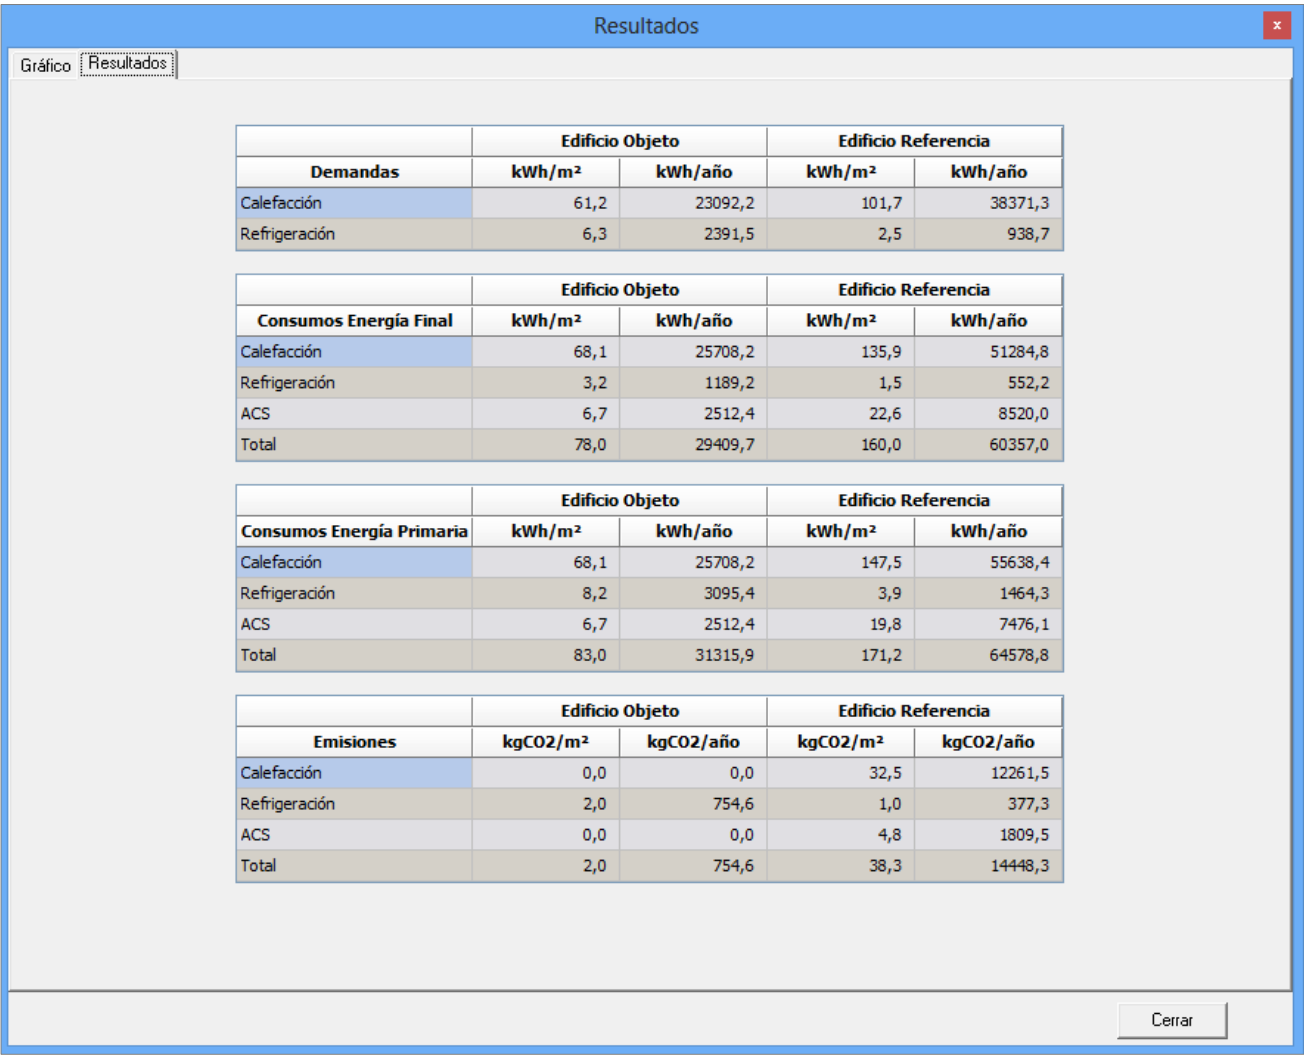 Resultados
x
Gráfico Resultados
Edificio Objeto Edificio Referencia
Demandas kWh/m² kWh/año kWh/m² kWh/año
Calefacción 61,2 23092,2 101,7 38371,3
Refrigeración 6,3 2391,5 2,5 938,7
Edificio Objeto Edificio Referencia
Consumos Energía Final kWh/m² kWh/año kWh/m² kWh/año
Calefacción 68,1 25708,2 135,9 51284,8
Refrigeración 3,2 1189,2 1,5 552,2
ACS 6,7 2512,4 22,6 8520,0
Total 78,0 29409,7 160,0 60357,0
Edificio Objeto Edificio Referencia
Consumos Energía Primaria kWh/m² kWh/año kWh/m² kWh/año
Calefacción 68,1 25708,2 147,5 55638,4
Refrigeración 8,2 3095,4 3,9 1464,3
ACS 6,7 2512,4 19,8 7476,1
Total 83,0 31315,9 171,2 64578,8
Edificio Objeto Edificio Referencia
Emisiones kgCO2/m² kgCO2/año kgCO2/m² kgCO2/año
Calefacción 0,0 0,0 32,5 12261,5
Refrigeración 2,0 754,6 1,0 377,3
ACS 0,0 0,0 4,8 1809,5
Total 2,0 754,6 38,3 14448,3
Cerrar